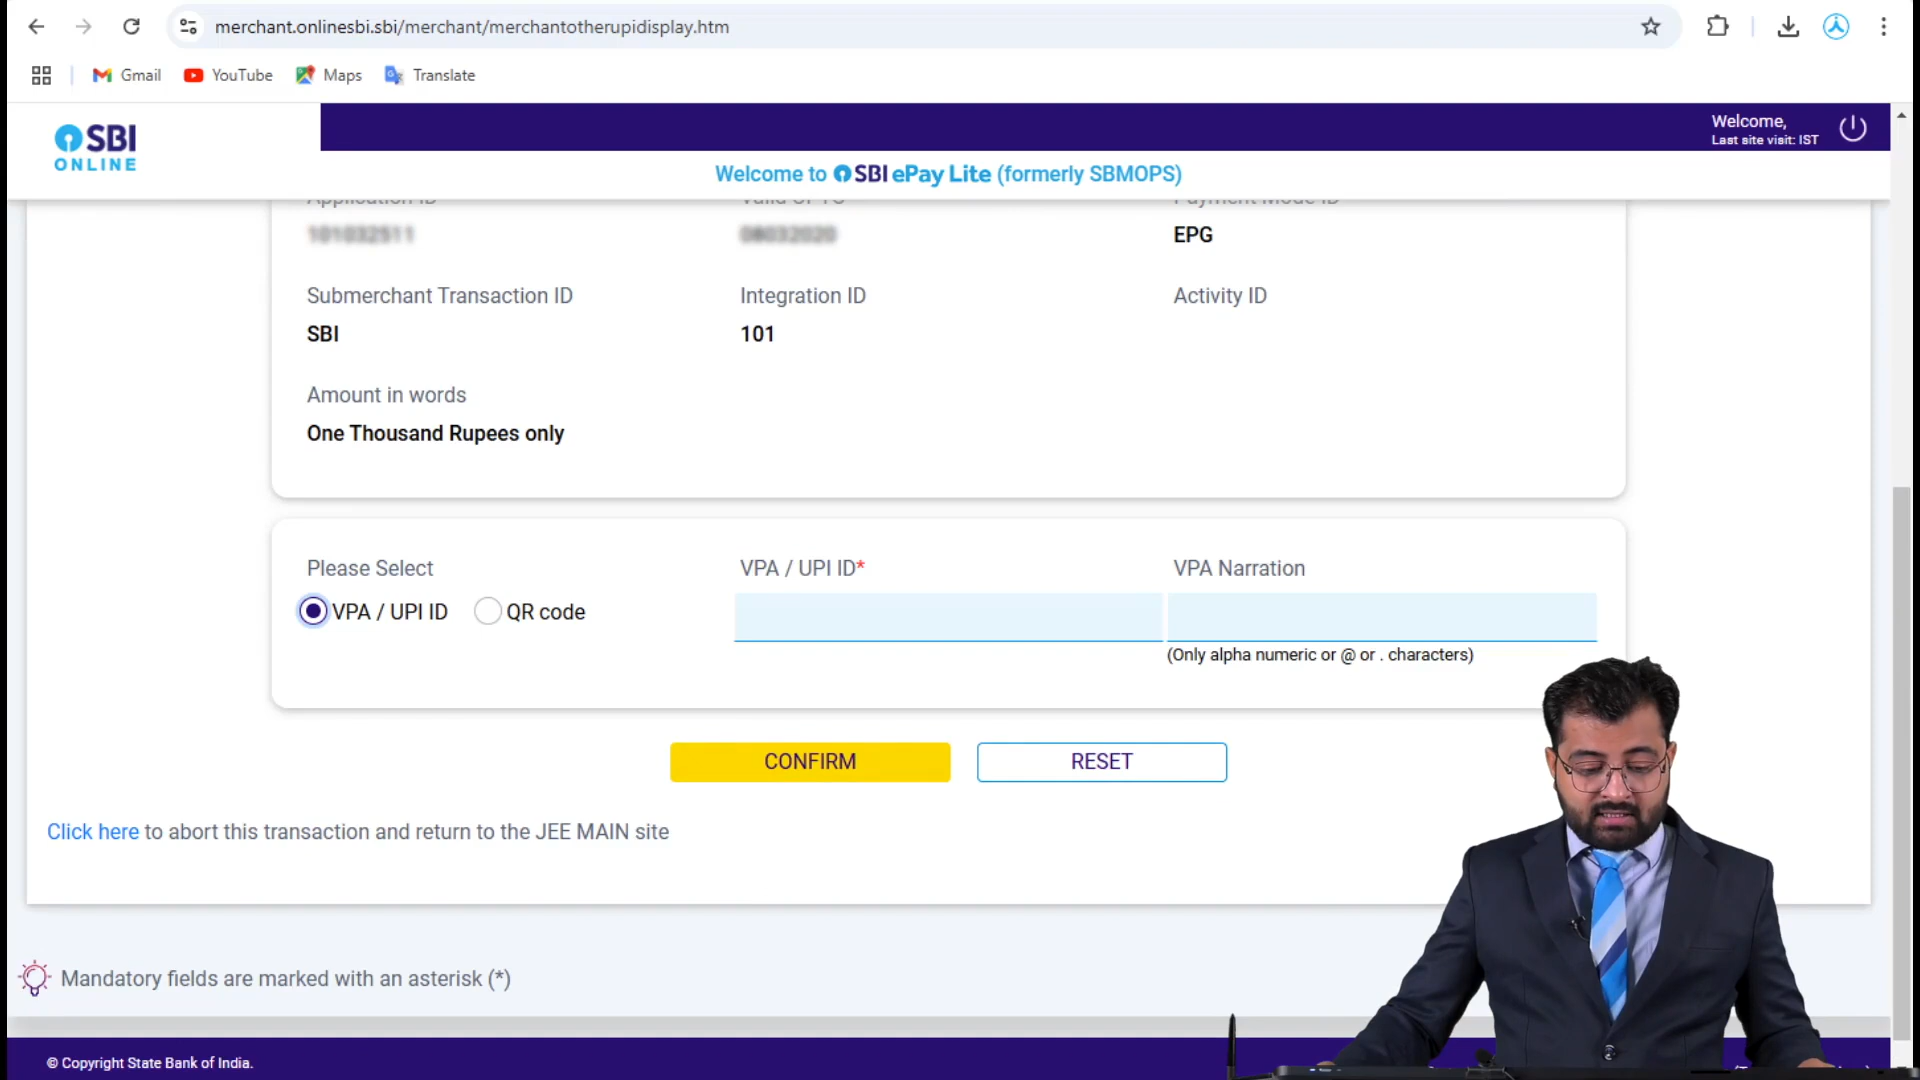 merchant.onlinesbi.sbi/merchant/merchantotherupidisplay.htm
Gmail YouTube Maps Translate
SBI
ONLINE
Welcome,
Last site visit: IST
Welcome to SBI ePay Lite (formerly SBMOPS)
EPG
Submerchant Transaction ID Integration ID Activity ID
SBI 101
Amount in words
One Thousand Rupees only
Please Select VPA / UPI ID* VPA Narration
VPA / UPI ID QR code
(Only alpha numeric or @ or . characters)
CONFIRM RESET
Click here to abort this transaction and return to the JEE MAIN site
Mandatory fields are marked with an asterisk (*)
© Copyright State Bank of India.